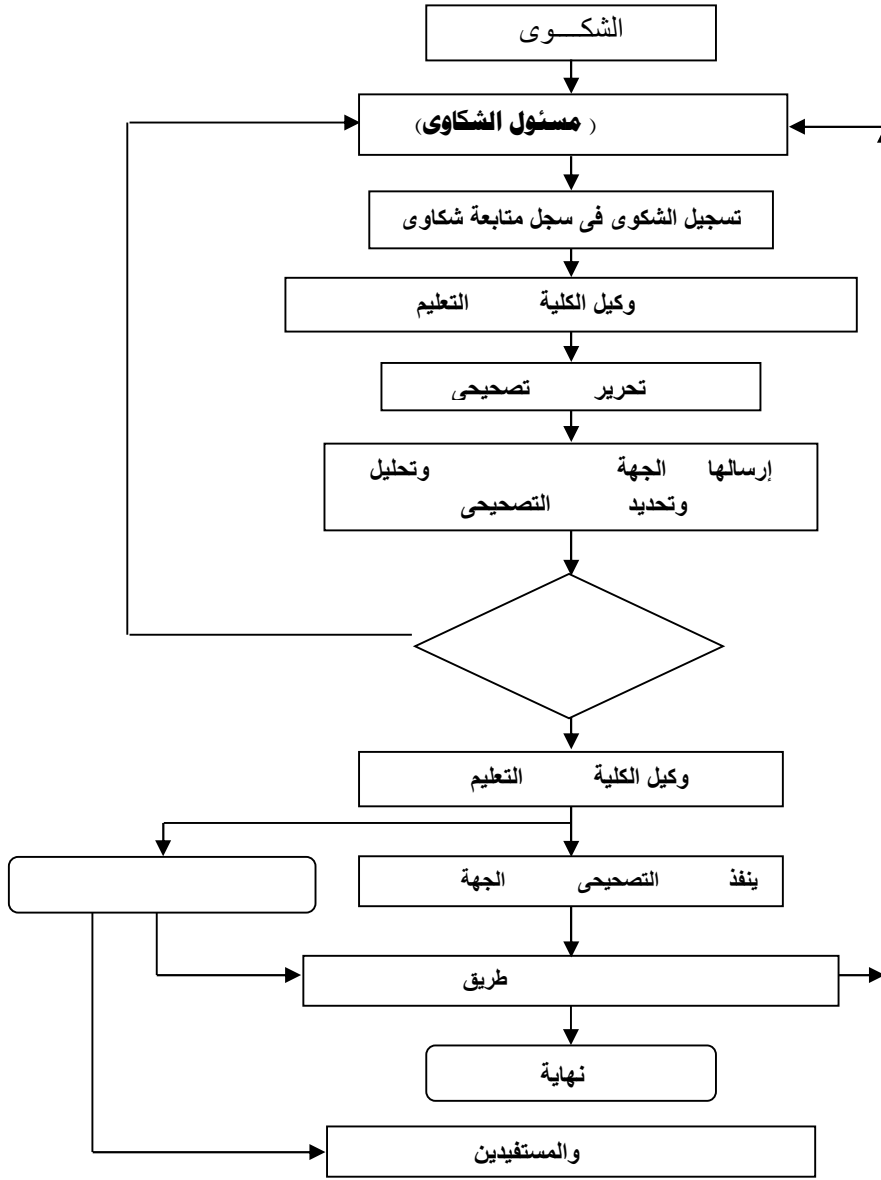 الشكـــوى
( مسئول الشكاوى)
تسجيل الشكوى فى سجل متابعة شكاوى
وكيل الكلية التعليم
تحرير تصحيحى
إرسالها الجهة وتحليل
وتحديد التصحيحى
وكيل الكلية التعليم
ينفذ التصحيحى الجهة
طريق
نهاية
والمستفيدين